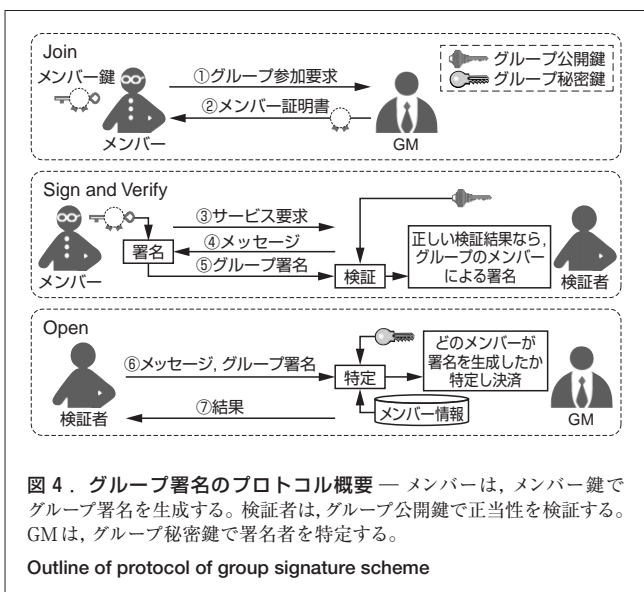 Join
メンバー鍵
①グループ参加要求
②メンバー証明書
メンバー
GM
グループ公開鍵
グループ秘密鍵
Sign and Verify
③サービス要求
④メッセージ
署名
⑤グループ署名
検証
正しい検証結果なら,
グループのメンバー
による署名
メンバー
検証者
Open
⑥メッセージ, グループ署名
特定
どのメンバーが
署名を生成したか
特定し決済
⑦結果
メンバー情報
検証者
GM
図4．グループ署名のプロトコル概要 — メンバーは, メンバー鍵で
グループ署名を生成する。検証者は, グループ公開鍵で正当性を検証する。
GMは, グループ秘密鍵で署名者を特定する。
Outline of protocol of group signature scheme